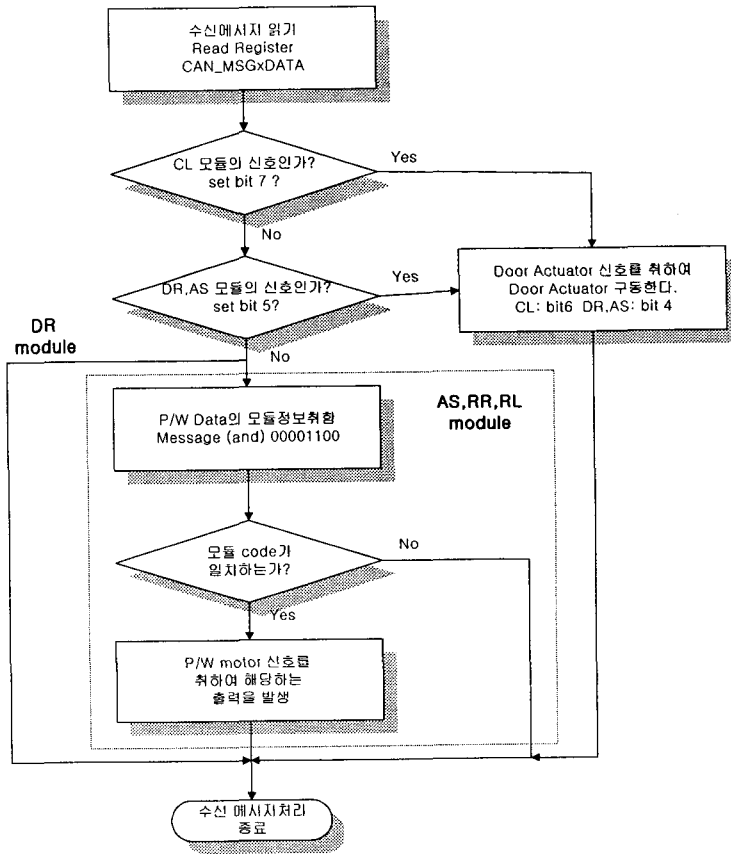 수신메시지 읽기
Read Register
CAN_MSGxDATA
CL 모듈의 신호인가?
set bit 7 ?
Yes
No
DR,AS 모듈의 신호인가?
set bit 5?
Yes
Door Actuator 신호를 취하여
Door Actuator 구동한다.
CL: bit6 DR,AS: bit 4
DR
module
No
P/W Data의 모듈정보취함
Message (and) 00001100
AS,RR,RL
module
모듈 code가
일치하는가?
No
Yes
P/W motor 신호를
취하여 해당하는
출력을 발생
수신 메시지처리
종료